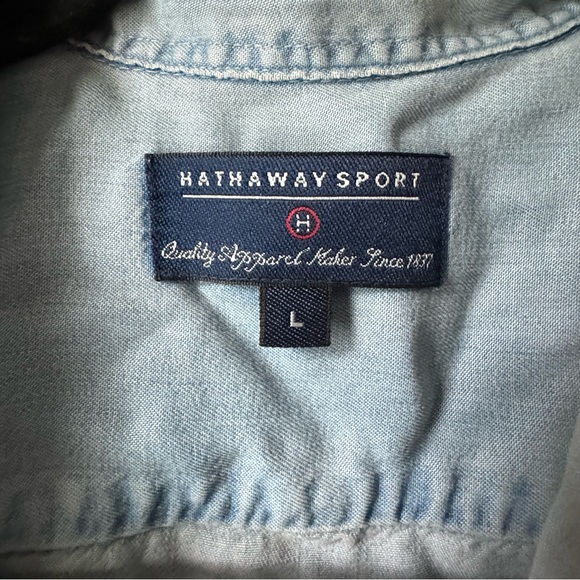 HATHAWAY SPORT
H
Quality Apparel Maker Since 1837
L